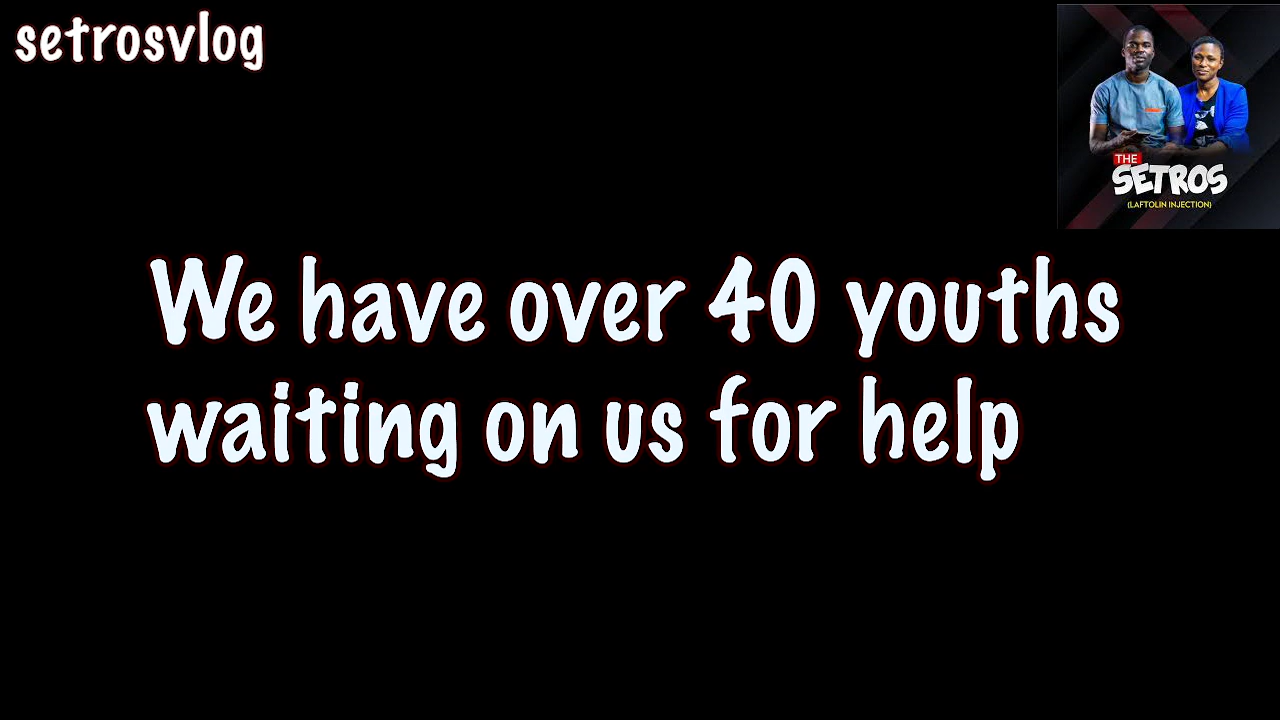 setrosvlog
THE
SETROS
(LAFTOLIN INJECTION)
We have over 40 youths
waiting on us for help